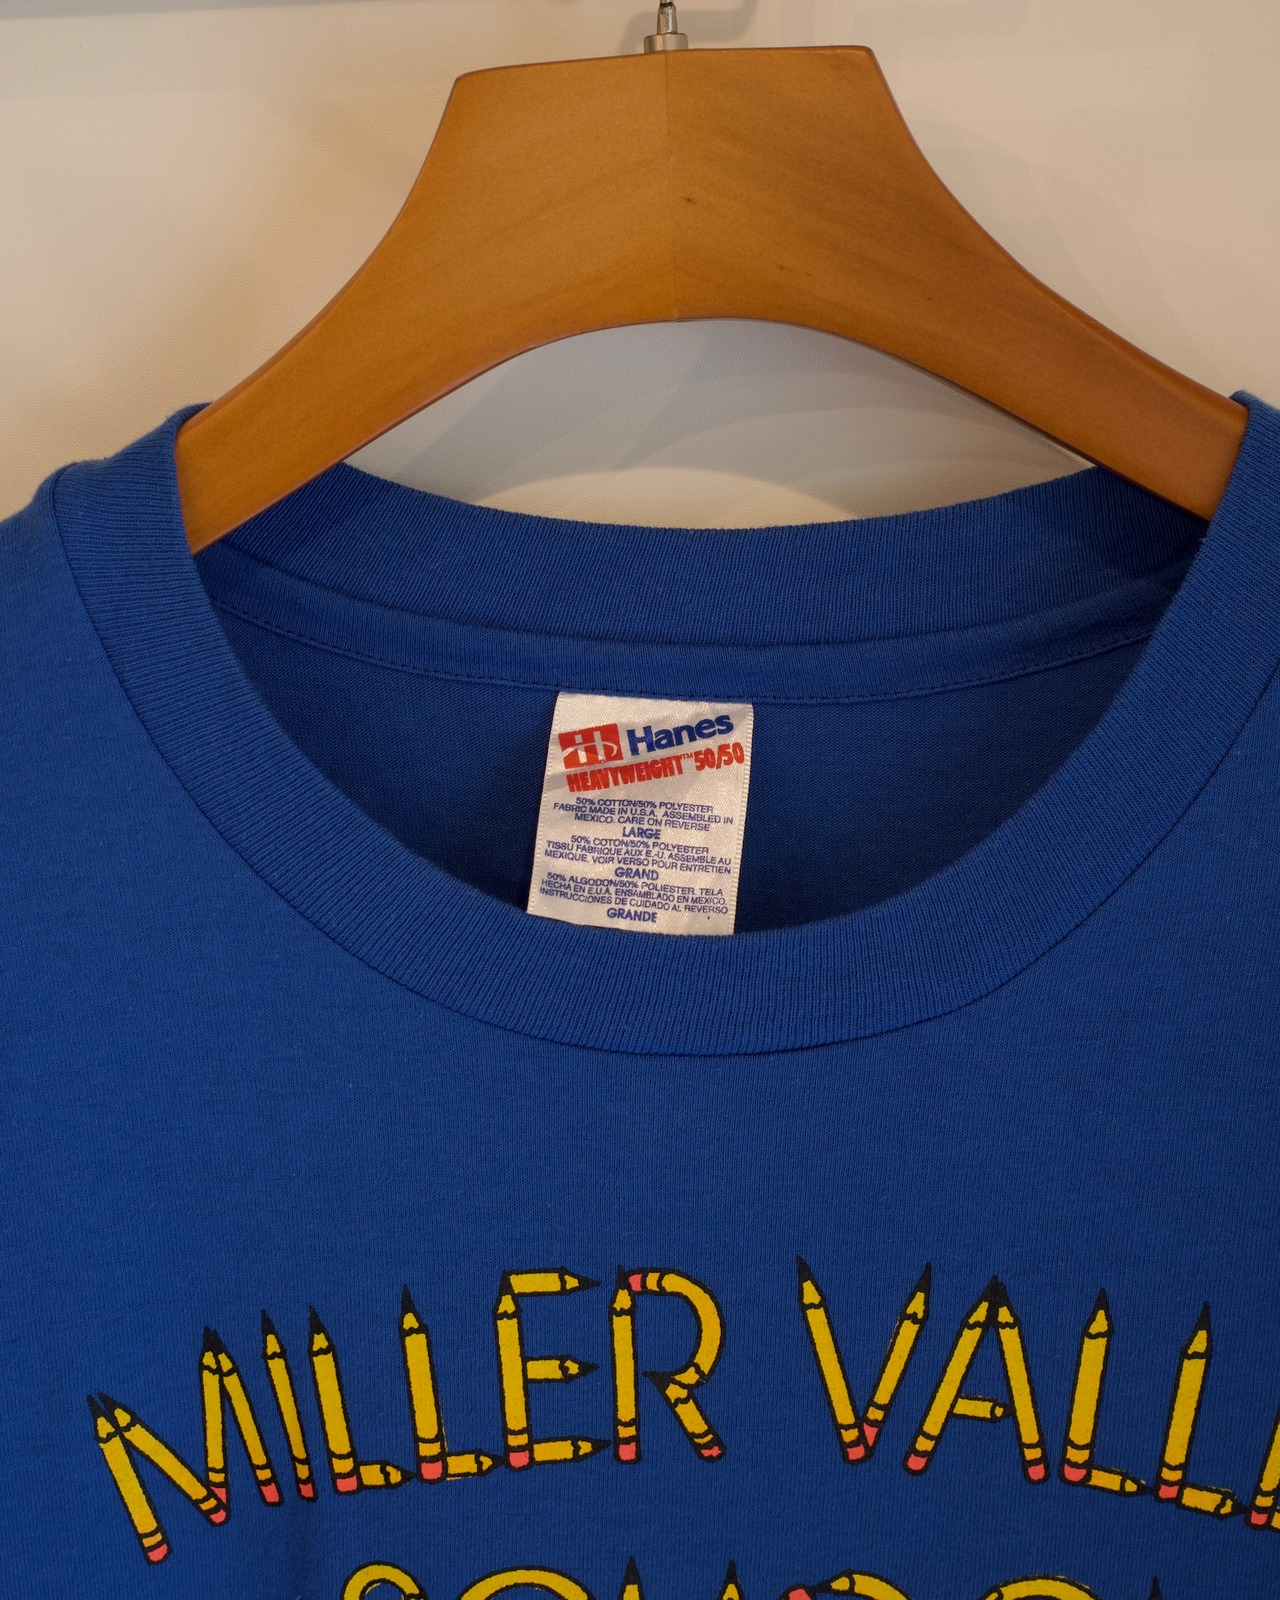 Hanes
HEAVYWEIGHT™ 50/50
50% COTTON/50% POLYESTER
FABRIC MADE IN U.S.A. ASSEMBLED IN
MEXICO. CARE ON REVERSE
LARGE
50% COTON/50% POLYESTER
TISSU FABRIQUE AUX E.-U. ASSEMBLE AU
MEXIQUE. VOIR VERSO POUR ENTRETIEN
GRAND
50% ALGODON/50% POLIESTER. TELA
HECHA EN E.U.A. ENSAMBLADO EN MEXICO.
INSTRUCCIONES DE CUIDADO AL REVERSO
GRANDE
MILLER VALLE